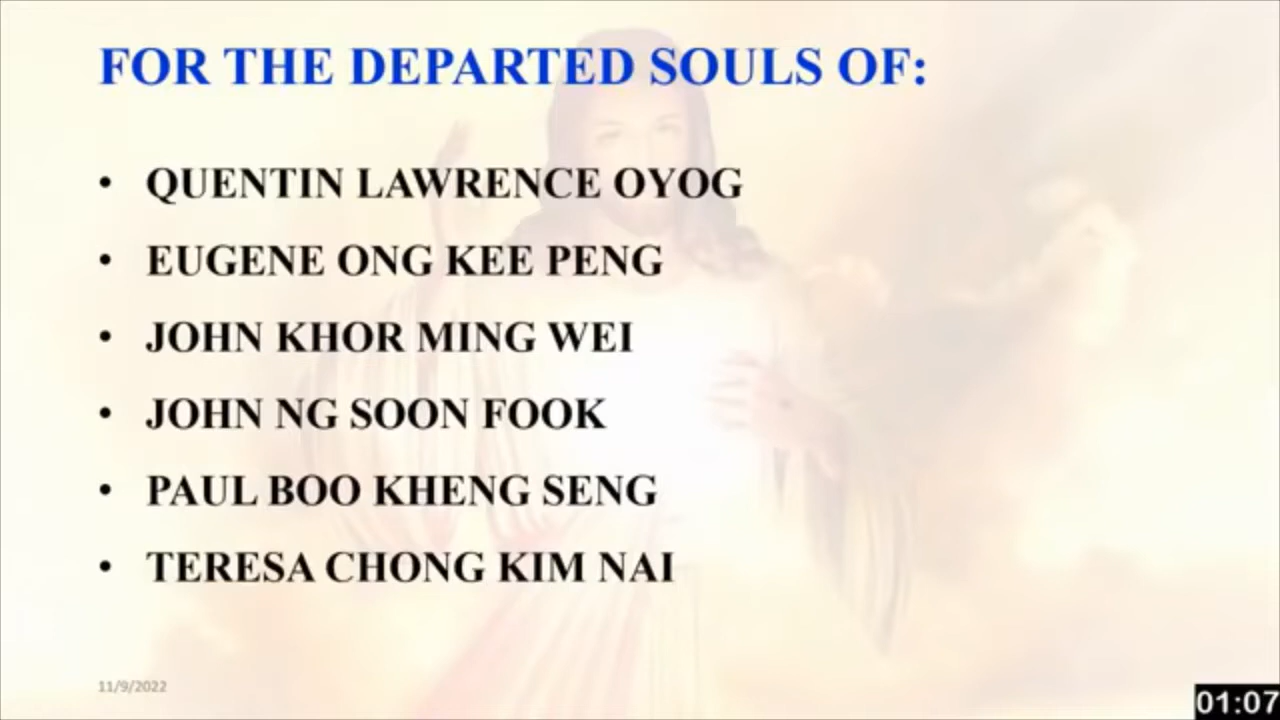 FOR THE DEPARTED SOULS OF:
• QUENTIN LAWRENCE OYOG
• EUGENE ONG KEE PENG
• JOHN KHOR MING WEI
• JOHN NG SOON FOOK
• PAUL BOO KHENG SENG
• TERESA CHONG KIM NAI
11/9/2022
01:07